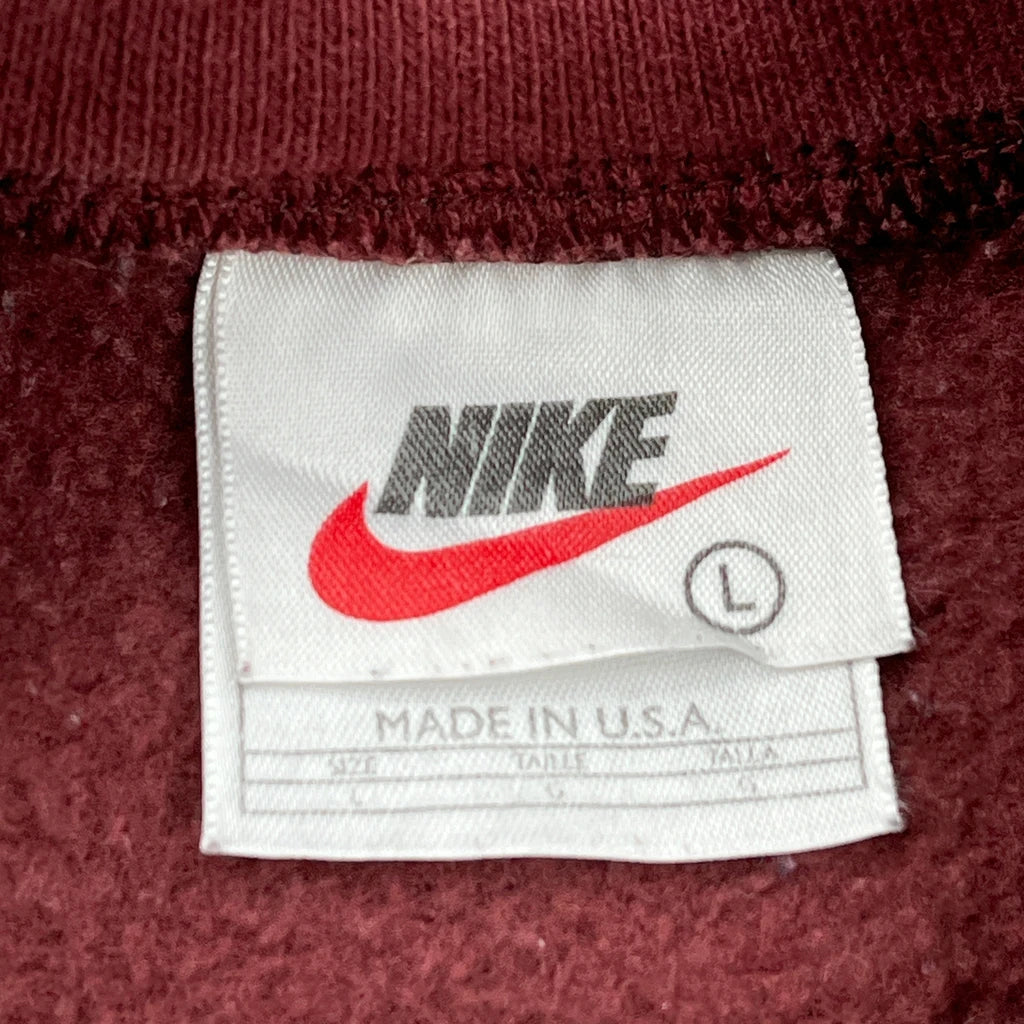 NIKE
L
MADE IN U.S.A.
SIZE TAILLE TALLA
L G G